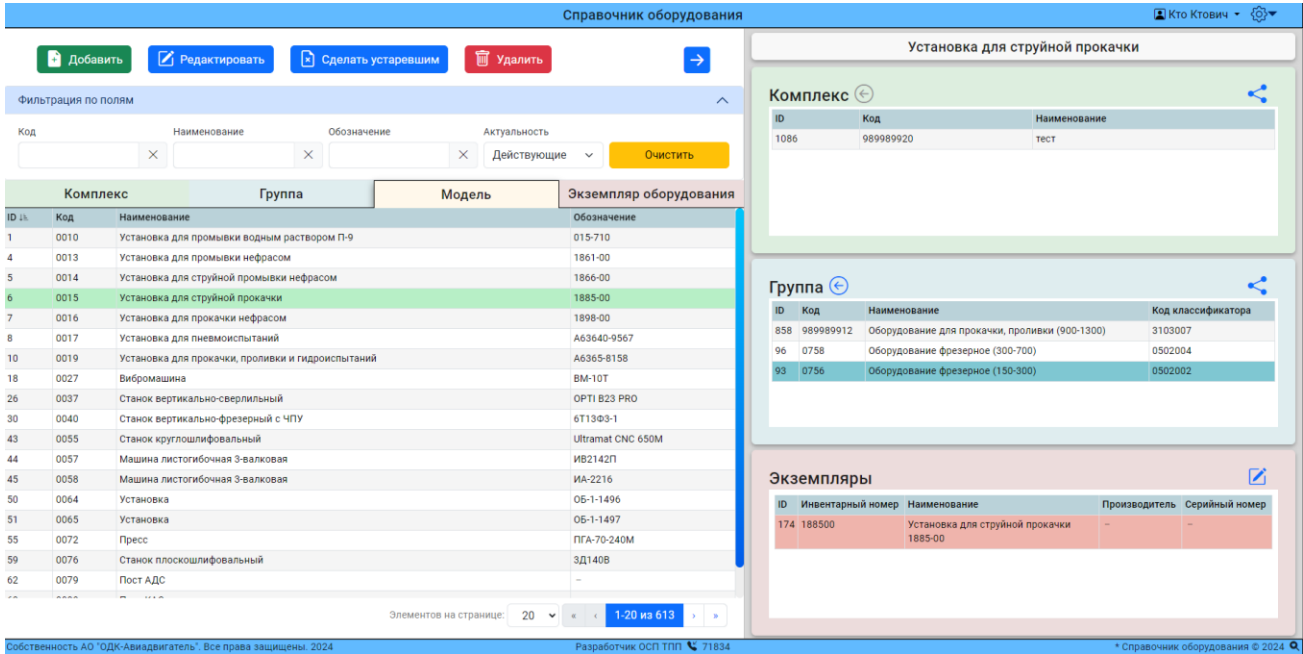 Справочник оборудования
Кто Ктович
Добавить Редактировать Сделать устаревшим Удалить
Фильтрация по полям
Код Наименование Обозначение Актуальность
Действующие Очистить
Комплекс Группа Модель Экземпляр оборудования
ID Код Наименование Обозначение
1 0010 Установка для промывки водным раствором П-9 015-710
4 0013 Установка для промывки нефрасом 1861-00
5 0014 Установка для струйной промывки нефрасом 1866-00
6 0015 Установка для струйной прокачки 1885-00
7 0016 Установка для прокачки нефрасом 1898-00
8 0017 Установка для пневмоиспытаний А63640-9567
10 0019 Установка для прокачки, проливки и гидроиспытаний А6365-8158
18 0027 Вибромашина ВМ-10Т
26 0037 Станок вертикально-сверлильный OPTI B23 PRO
30 0040 Станок вертикально-фрезерный с ЧПУ 6Т13Ф3-1
43 0055 Станок круглошлифовальный Ultramat CNC 650M
44 0057 Машина листогибочная 3-валковая ИВ2142П
45 0058 Машина листогибочная 3-валковая ИА-2216
50 0064 Установка ОБ-1-1496
51 0065 Установка ОБ-1-1497
55 0072 Пресс ПГА-70-240М
59 0076 Станок плоскошлифовальный 3Д140В
62 0079 Пост АДС –
Элементов на странице: 20 « ‹ 1-20 из 613 › »
Установка для струйной прокачки
Комплекс
ID Код Наименование
1086 989989920 тест
Группа
ID Код Наименование Код классификатора
858 989989912 Оборудование для прокачки, проливки (900-1300) 3103007
96 0758 Оборудование фрезерное (300-700) 0502004
93 0756 Оборудование фрезерное (150-300) 0502002
Экземпляры
ID Инвентарный номер Наименование Производитель Серийный номер
174 188500 Установка для струйной прокачки – –
1885-00
Собственность АО "ОДК-Авиадвигатель". Все права защищены. 2024
Разработчик ОСП ТПП 71834
* Справочник оборудования © 2024